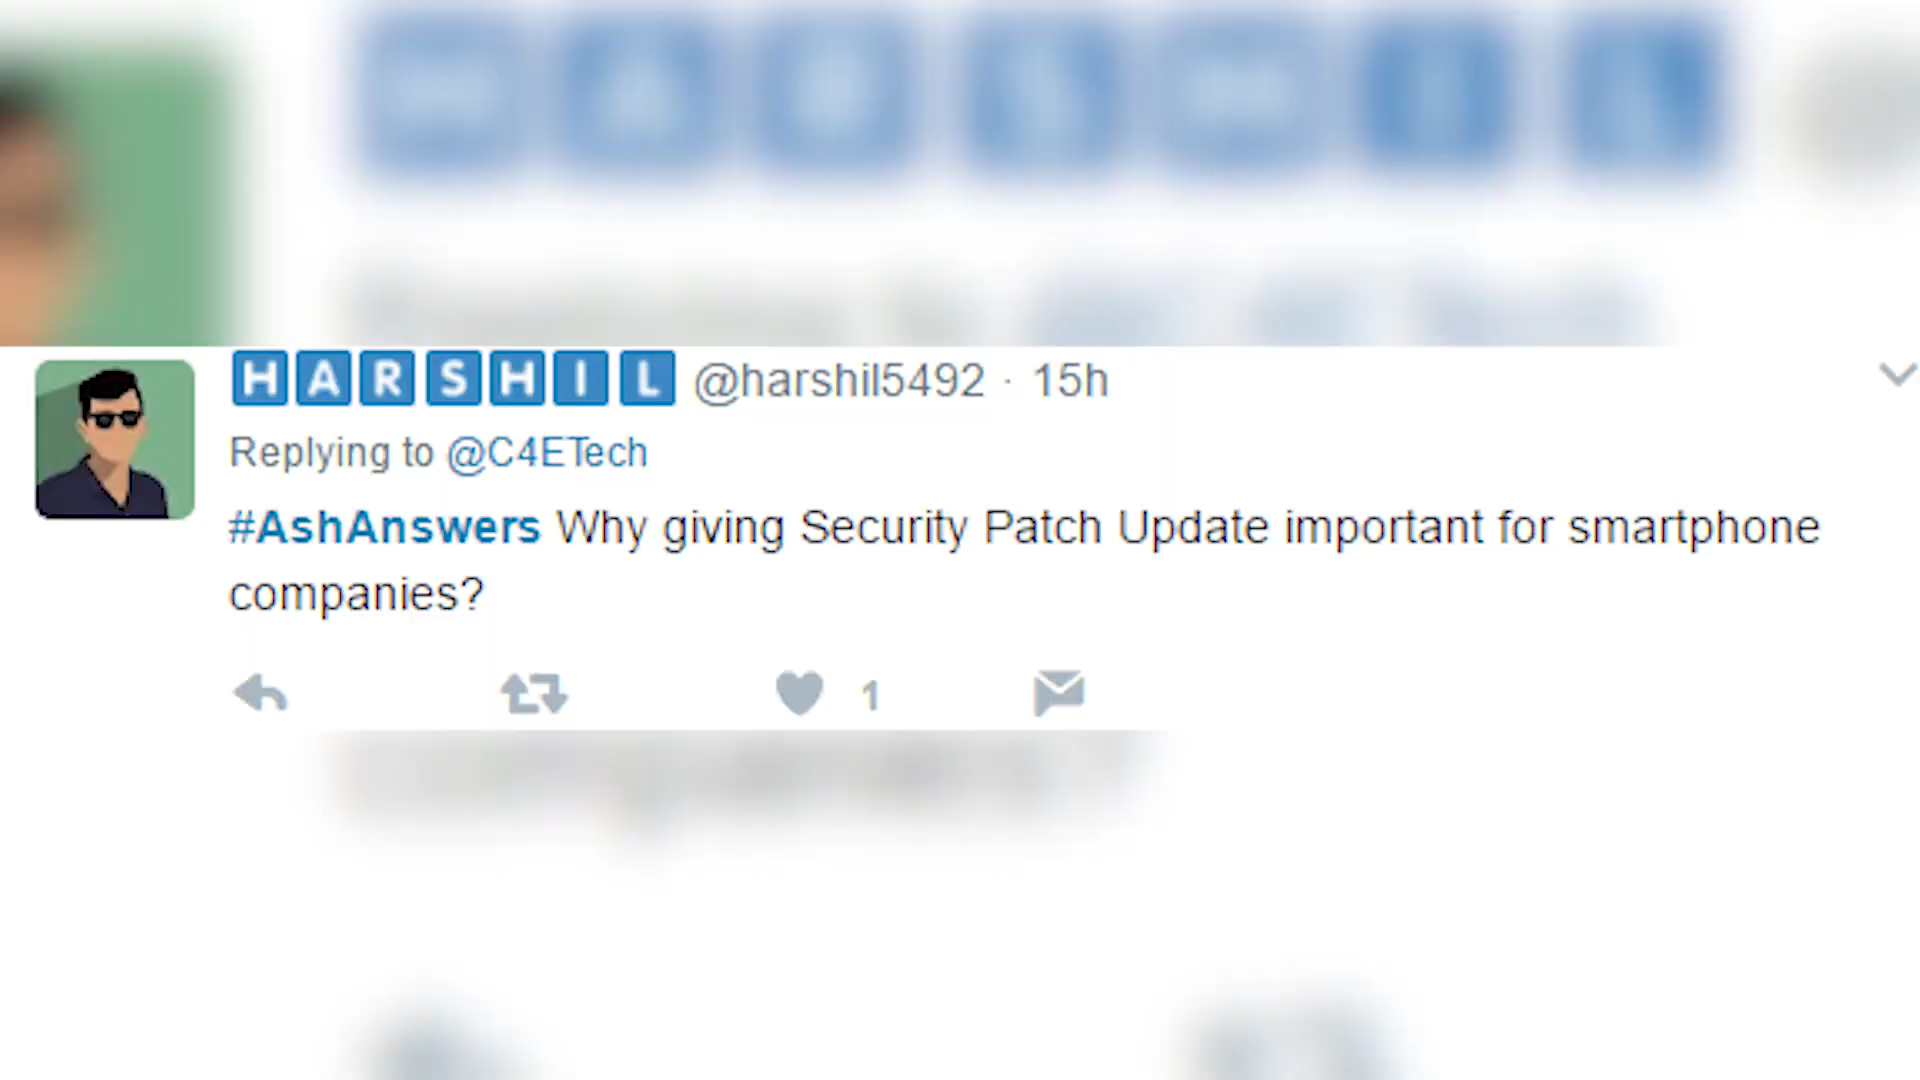 HARSHIL @harshil5492 · 15h
Replying to @C4ETech
#AshAnswers Why giving Security Patch Update important for smartphone
companies?
1